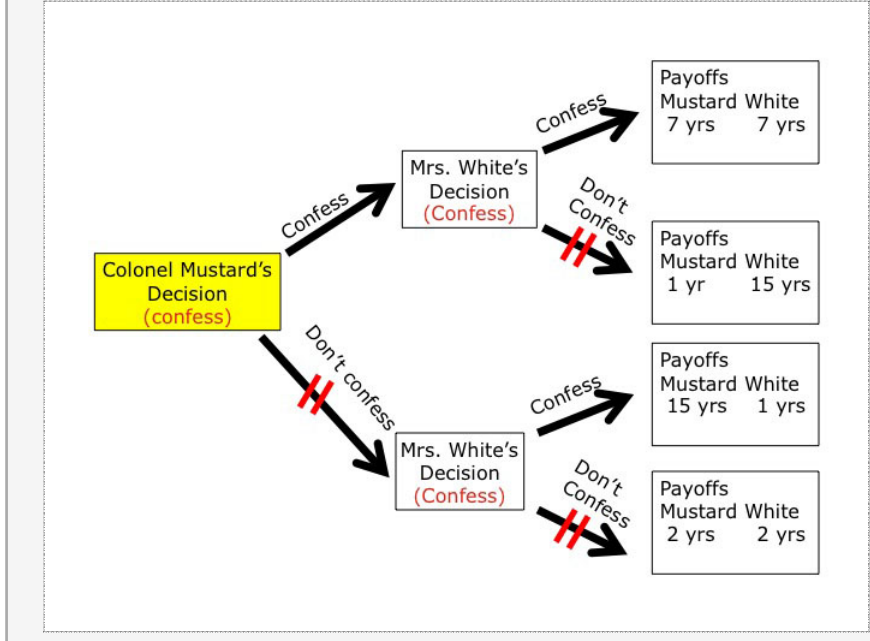 Colonel Mustard's
Decision
(confess)
Confess
Don't confess
Mrs. White's
Decision
(Confess)
Confess
Don't
Confess
Mrs. White's
Decision
(Confess)
Confess
Don't
Confess
Payoffs
Mustard White
7 yrs 7 yrs
Payoffs
Mustard White
1 yr 15 yrs
Payoffs
Mustard White
15 yrs 1 yrs
Payoffs
Mustard White
2 yrs 2 yrs